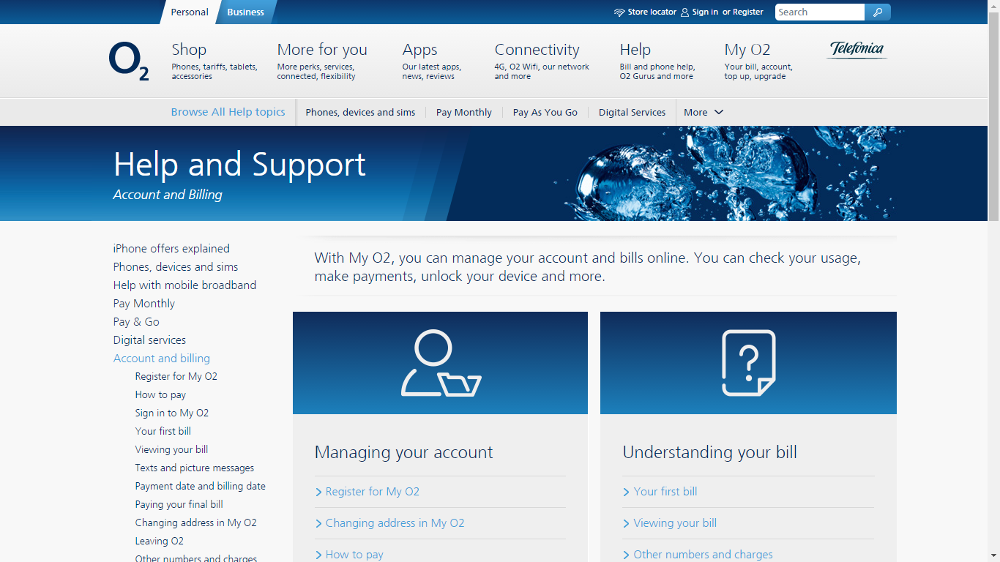 Personal
Business
Store locator
Sign in or Register
Search
O2
Shop
Phones, tariffs, tablets,
accessories
More for you
More perks, services,
connected, flexibility
Apps
Our latest apps,
news, reviews
Connectivity
4G, O2 Wifi, our network
and more
Help
Bill and phone help,
O2 Gurus and more
My O2
Your bill, account,
top up, upgrade
Telefónica
Browse All Help topics
Phones, devices and sims
Pay Monthly
Pay As You Go
Digital Services
More
Help and Support
Account and Billing
iPhone offers explained
Phones, devices and sims
Help with mobile broadband
Pay Monthly
Pay & Go
Digital services
Account and billing
Register for My O2
How to pay
Sign in to My O2
Your first bill
Viewing your bill
Texts and picture messages
Payment date and billing date
Paying your final bill
Changing address in My O2
Leaving O2
Other numbers and charges
With My O2, you can manage your account and bills online. You can check your usage,
make payments, unlock your device and more.
Managing your account
Register for My O2
Changing address in My O2
How to pay
?
Understanding your bill
Your first bill
Viewing your bill
Other numbers and charges